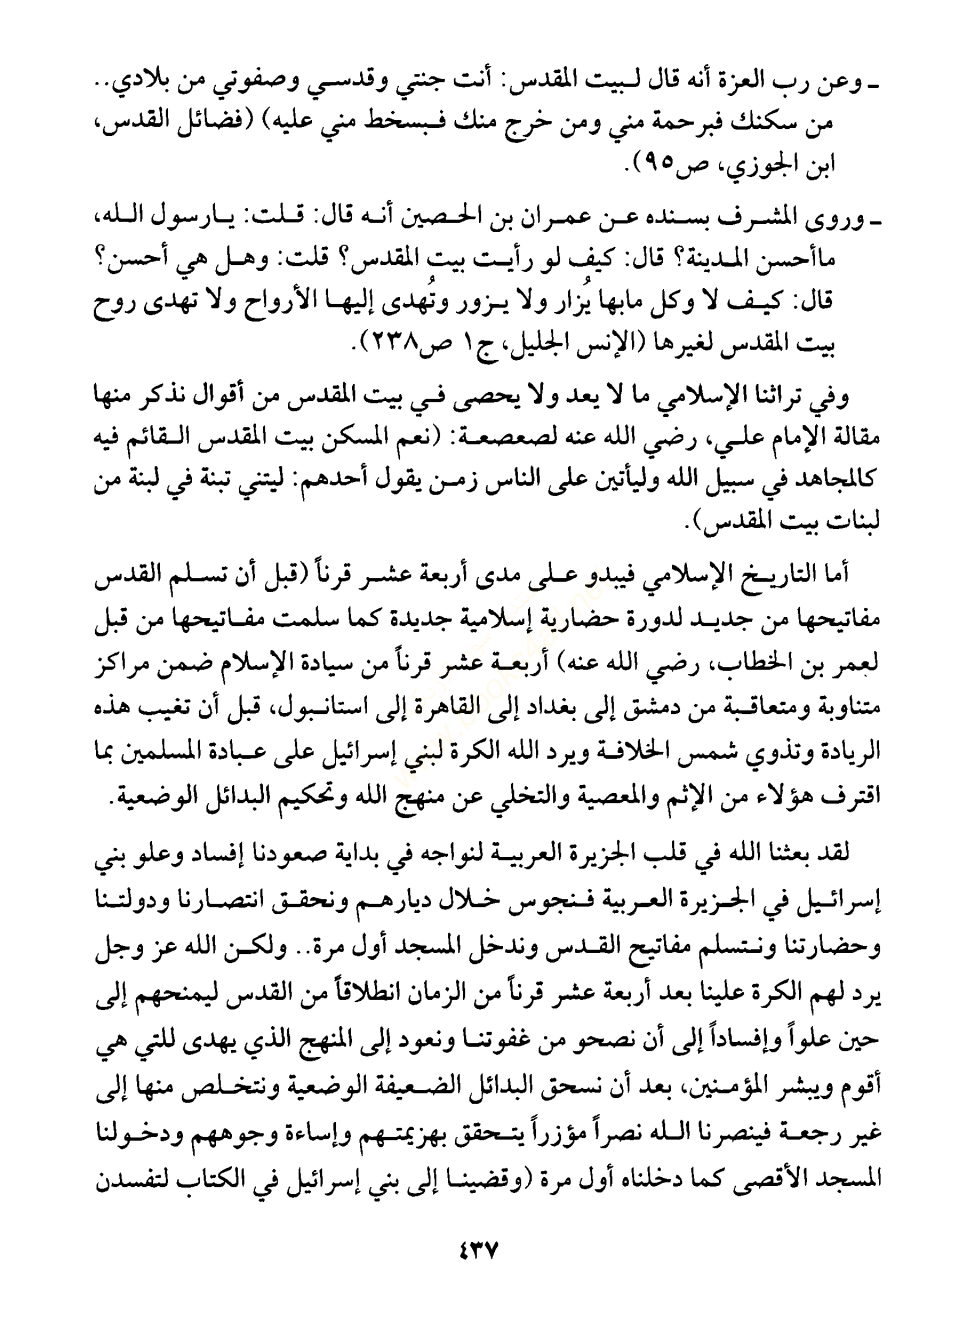 ـ وعن رب العزة أنه قال لبيت المقدس: أنت جنتي وقدسي وصفوتي من بلادي..
من سكنك فبرحمة مني ومن خرج منك فبسخط مني عليه) (فضائل القدس،
ابن الجوزي، ص٩٥).
ـ وروى المشرف بسنده عن عمران بن الحصين أنه قال: قلت: يارسول الله،
ماأحسن المدينة؟ قال: كيف لو رأيت بيت المقدس؟ قلت: وهل هي أحسن؟
قال: كيف لا وكل مابها يُزار ولا يزور وتُهدى إليها الأرواح ولا تهدى روح
بيت المقدس لغيرها (الإنس الجليل، ج١ ص٢٣٨).
وفي تراثنا الإسلامي ما لا يعد ولا يحصى في بيت المقدس من أقوال نذكر منها
مقالة الإمام علي، رضي الله عنه لصعصعة: (نعم المسكن بيت المقدس القائم فيه
كالمجاهد في سبيل الله وليأتين على الناس زمن يقول أحدهم: ليتني تبنة في لبنة من
لبنات بيت المقدس).
أما التاريخ الإسلامي فيبدو على مدى أربعة عشر قرناً (قبل أن تسلم القدس
مفاتيحها من جديد لدورة حضارية إسلامية جديدة كما سلمت مفاتيحها من قبل
لعمر بن الخطاب، رضي الله عنه) أربعة عشر قرناً من سيادة الإسلام ضمن مراكز
متناوبة ومتعاقبة من دمشق إلى بغداد إلى القاهرة إلى استانبول، قبل أن تغيب هذه
الريادة وتذوي شمس الخلافة ويرد الله الكرة لبني إسرائيل على عبادة المسلمين بما
اقترف هؤلاء من الإثم والمعصية والتخلي عن منهج الله وتحكيم البدائل الوضعية.
لقد بعثنا الله في قلب الجزيرة العربية لنواجه في بداية صعودنا إفساد وعلو بني
إسرائيل في الجزيرة العربية فنجوس خلال ديارهم ونحقق انتصارنا ودولتنا
وحضارتنا ونتسلم مفاتيح القدس وندخل المسجد أول مرة.. ولكن الله عز وجل
يرد لهم الكرة علينا بعد أربعة عشر قرناً من الزمان انطلاقاً من القدس ليمنحهم إلى
حين علواً وإفساداً إلى أن نصحو من غفوتنا ونعود إلى المنهج الذي يهدى للتي هي
أقوم ويبشر المؤمنين، بعد أن نسحق البدائل الضعيفة الوضعية ونتخلص منها إلى
غير رجعة فينصرنا الله نصراً مؤزراً يتحقق بهزيمتهم وإساءة وجوههم ودخولنا
المسجد الأقصى كما دخلناه أول مرة (وقضينا إلى بني إسرائيل في الكتاب لتفسدن
٤٣٧